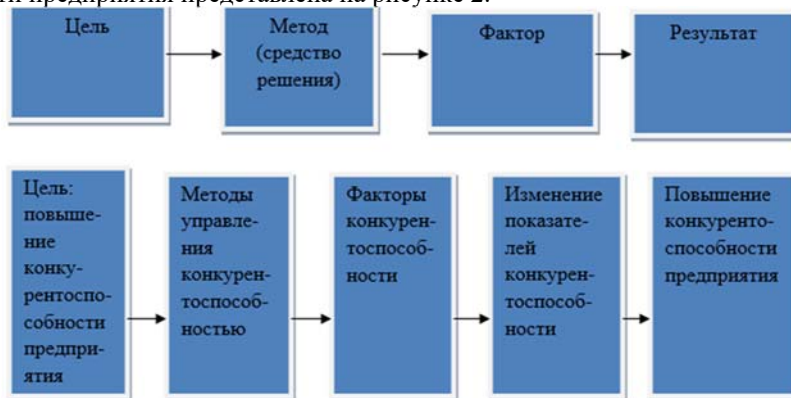 предприятия представлена на рисунке 2.
Цель
Метод
(средство
решения)
Фактор
Результат
Цель:
повыше-
ние
конку-
рентоспо-
собности
предпри-
ятия
Методы
управле-
ния
конкурен-
тоспособ-
ностью
Факторы
конкурен-
тоспособ-
ности
Изменение
показате-
лей
конкурен-
тоспособ-
ности
Повышение
конкуренто-
способности
предприятия